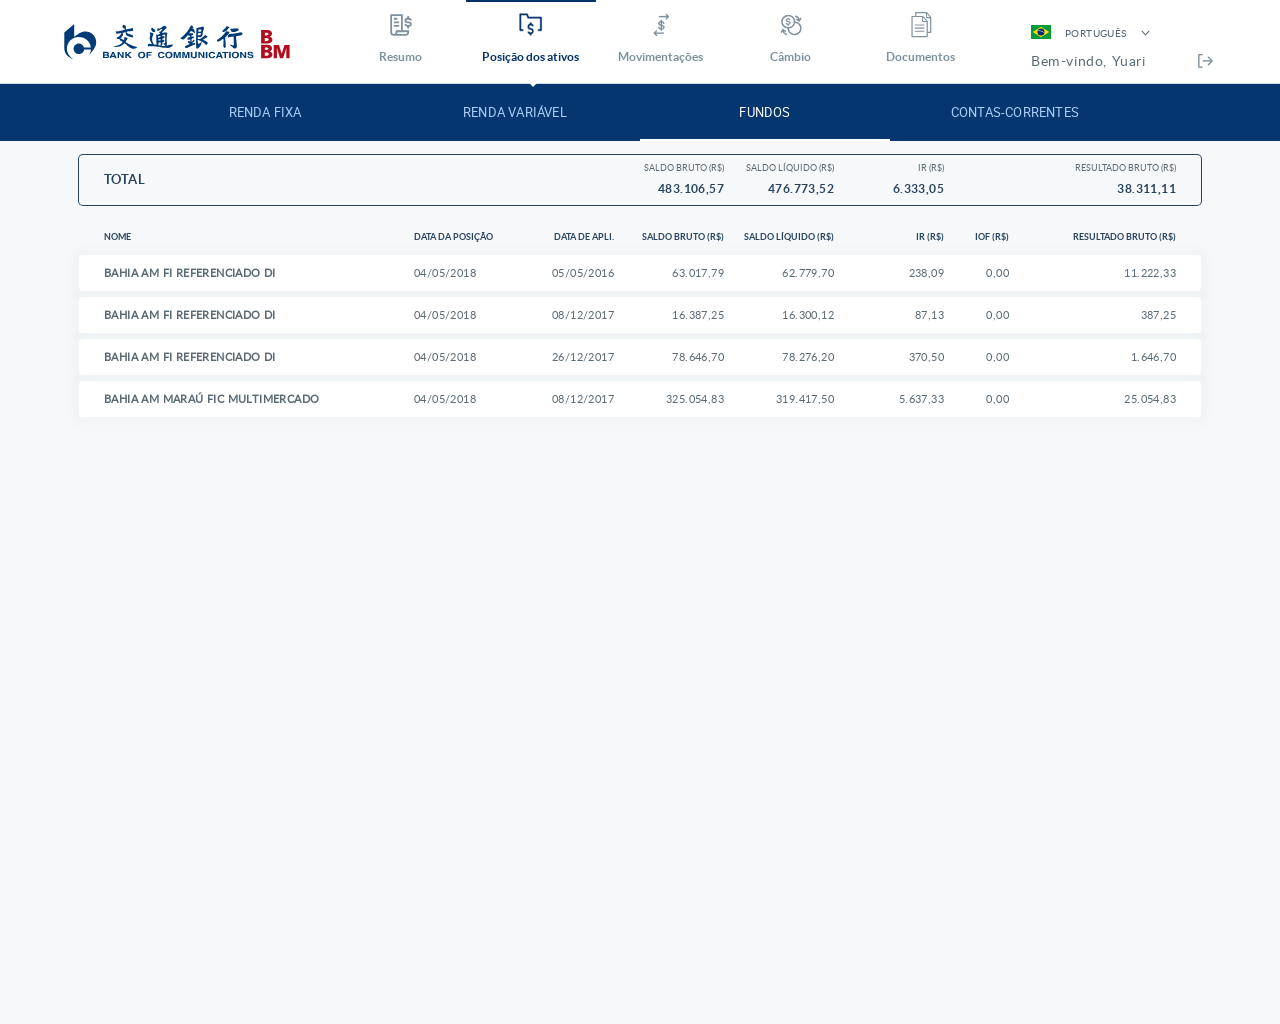 交通銀行 B BM
BANK OF COMMUNICATIONS
Resumo
Posição dos ativos
Movimentações
Câmbio
Documentos
PORTUGUÊS
Bem-vindo, Yuari
RENDA FIXA RENDA VARIÁVEL FUNDOS CONTAS-CORRENTES
TOTAL
SALDO BRUTO (R$) SALDO LÍQUIDO (R$) IR (R$) RESULTADO BRUTO (R$)
483.106,57 476.773,52 6.333,05 38.311,11
NOME DATA DA POSIÇÃO DATA DE APLI. SALDO BRUTO (R$) SALDO LÍQUIDO (R$) IR (R$) IOF (R$) RESULTADO BRUTO (R$)
BAHIA AM FI REFERENCIADO DI 04/05/2018 05/05/2016 63.017,79 62.779,70 238,09 0,00 11.222,33
BAHIA AM FI REFERENCIADO DI 04/05/2018 08/12/2017 16.387,25 16.300,12 87,13 0,00 387,25
BAHIA AM FI REFERENCIADO DI 04/05/2018 26/12/2017 78.646,70 78.276,20 370,50 0,00 1.646,70
BAHIA AM MARAÚ FIC MULTIMERCADO 04/05/2018 08/12/2017 325.054,83 319.417,50 5.637,33 0,00 25.054,83